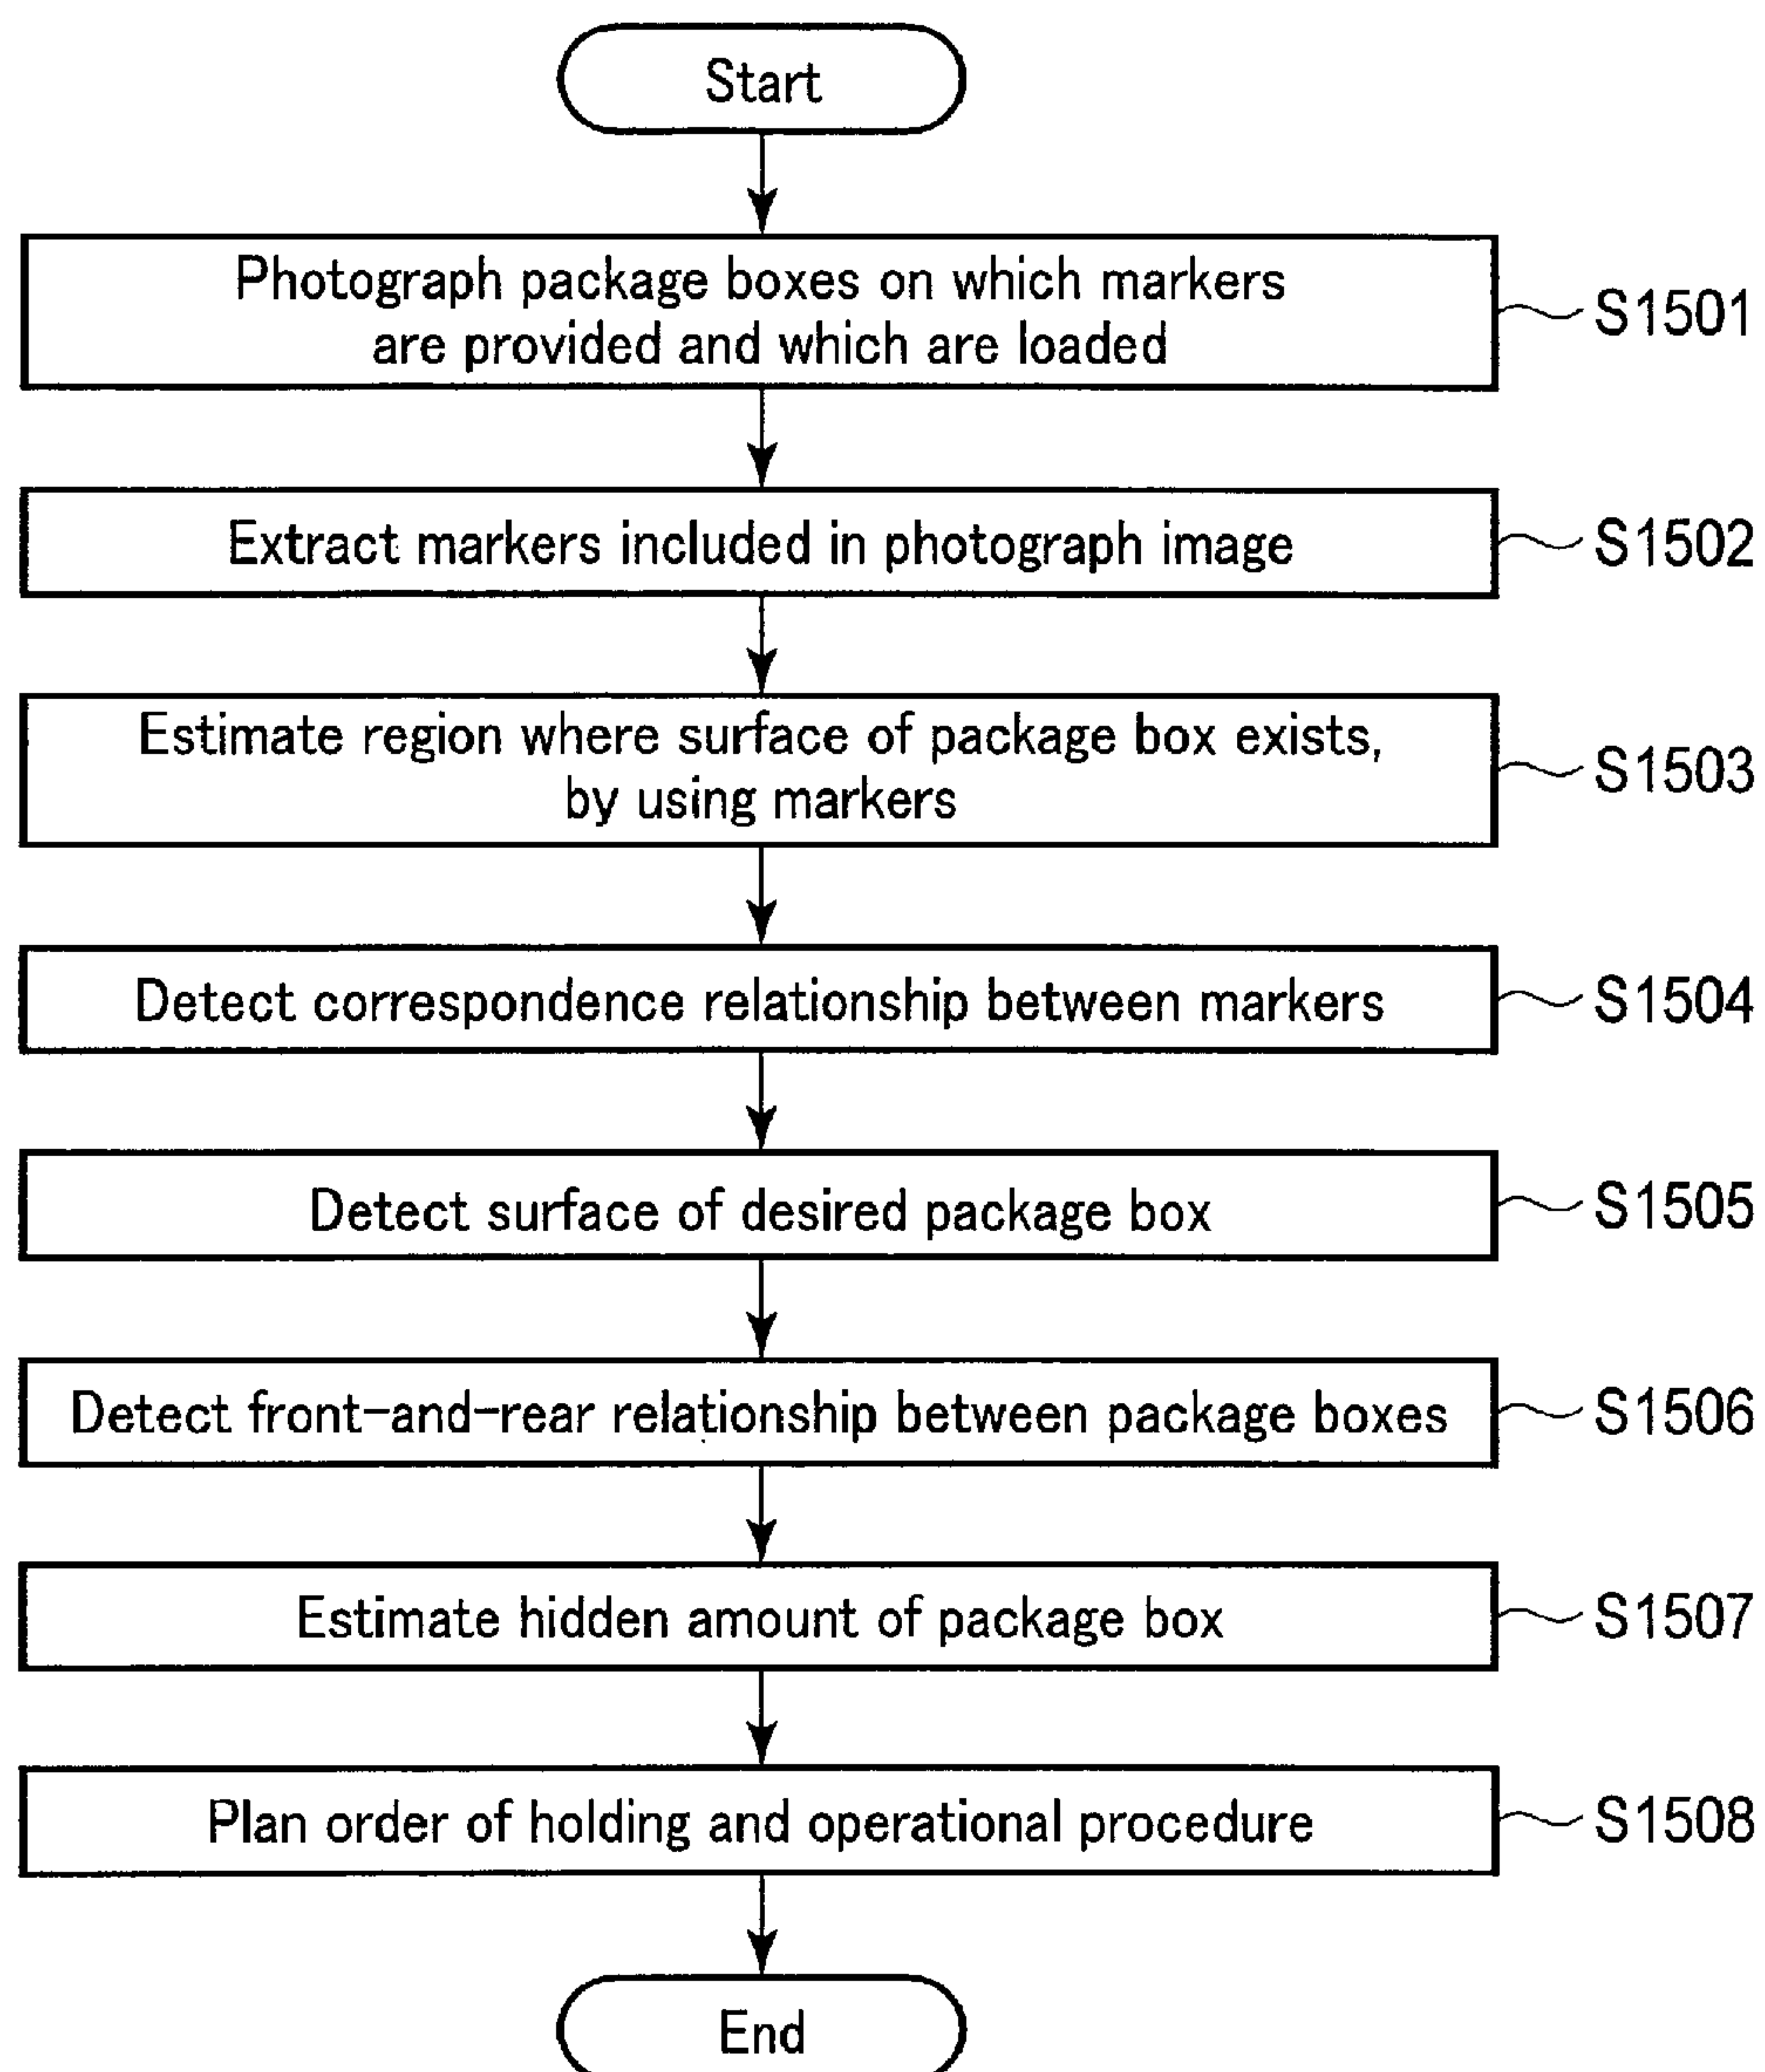 Start
Photograph package boxes on which markers
are provided and which are loaded
S1501
Extract markers included in photograph image
S1502
Estimate region where surface of package box exists,
by using markers
S1503
Detect correspondence relationship between markers
S1504
Detect surface of desired package box
S1505
Detect front-and-rear relationship between package boxes
S1506
Estimate hidden amount of package box
S1507
Plan order of holding and operational procedure
S1508
End